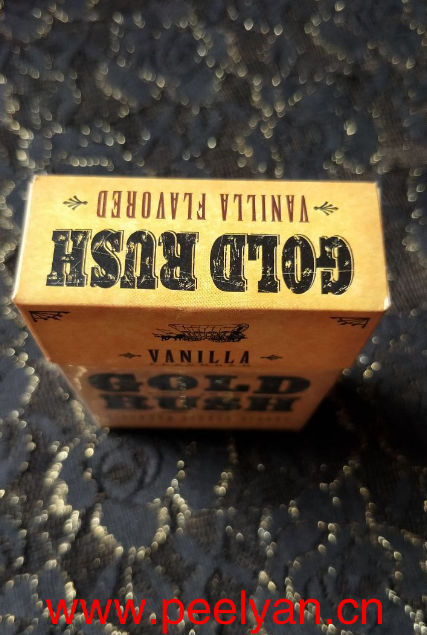 VANILLA FLAVORED
GOLD RUSH
VANILLA
GOLD
RUSH
www.peelyan.cn